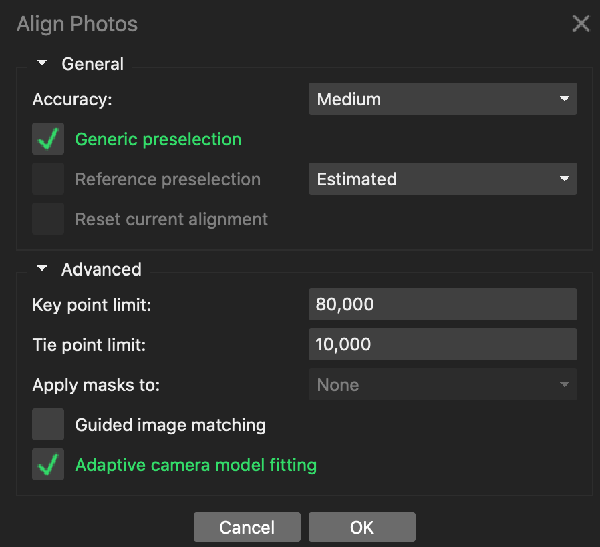 Align Photos
General
Accuracy: Medium
Generic preselection
Reference preselection Estimated
Reset current alignment
Advanced
Key point limit: 80,000
Tie point limit: 10,000
Apply masks to: None
Guided image matching
Adaptive camera model fitting
Cancel OK